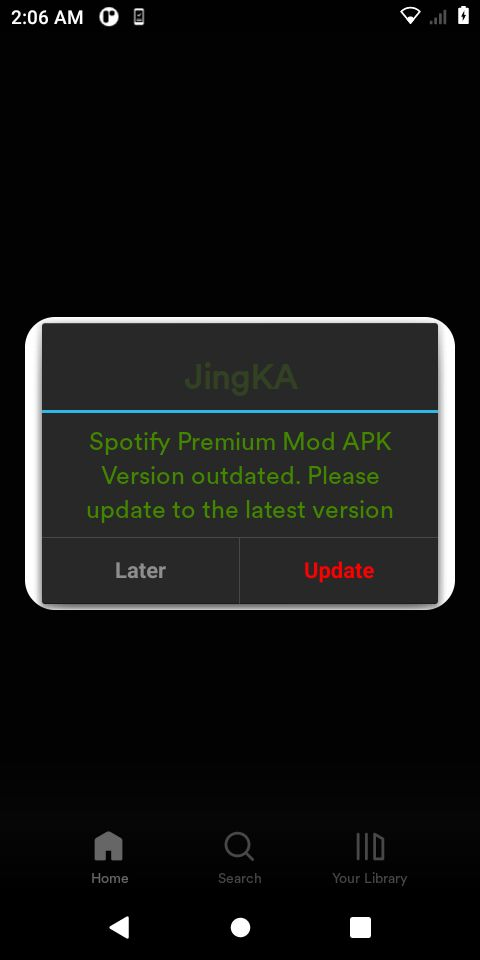 2:06 AM
JingKA
Spotify Premium Mod APK
Version outdated. Please
update to the latest version
Later Update
Home Search Your Library